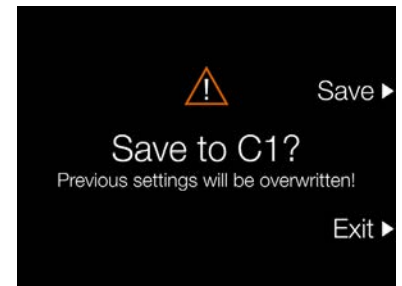 Save ▶
Save to C1?
Previous settings will be overwritten!
Exit ▶